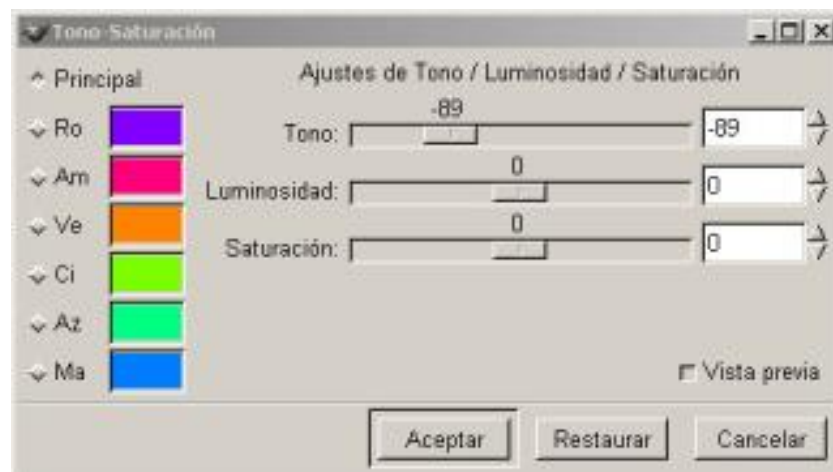 Tono-Saturación
Principal
Ro
Am
Ve
Ci
Az
Ma
Ajustes de Tono / Luminosidad / Saturación
-89
Tono: -89
0
Luminosidad: 0
0
Saturación: 0
Vista previa
Aceptar Restaurar Cancelar